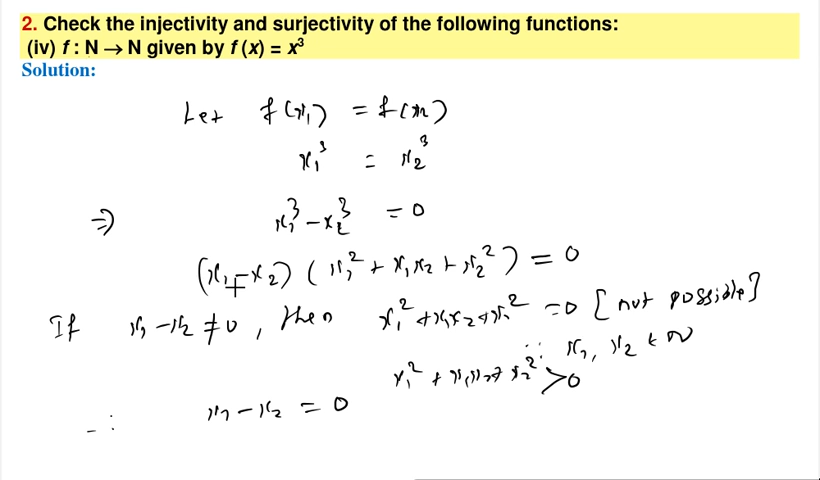 2. Check the injectivity and surjectivity of the following functions:
(iv) f : N → N given by f (x) = x³
Solution:
Let f(x₁) = f(x₂)
x₁³ = x₂³
⇒ x₁³ - x₂³ = 0
(x₁ - x₂) (x₁² + x₁x₂ + x₂²) = 0
If x₁ - x₂ ≠ 0, then x₁² + x₁x₂ + x₂² = 0 [not possible]
∵ x₁, x₂ ∈ N
x₁² + x₁x₂ + x₂² > 0
∴ x₁ - x₂ = 0